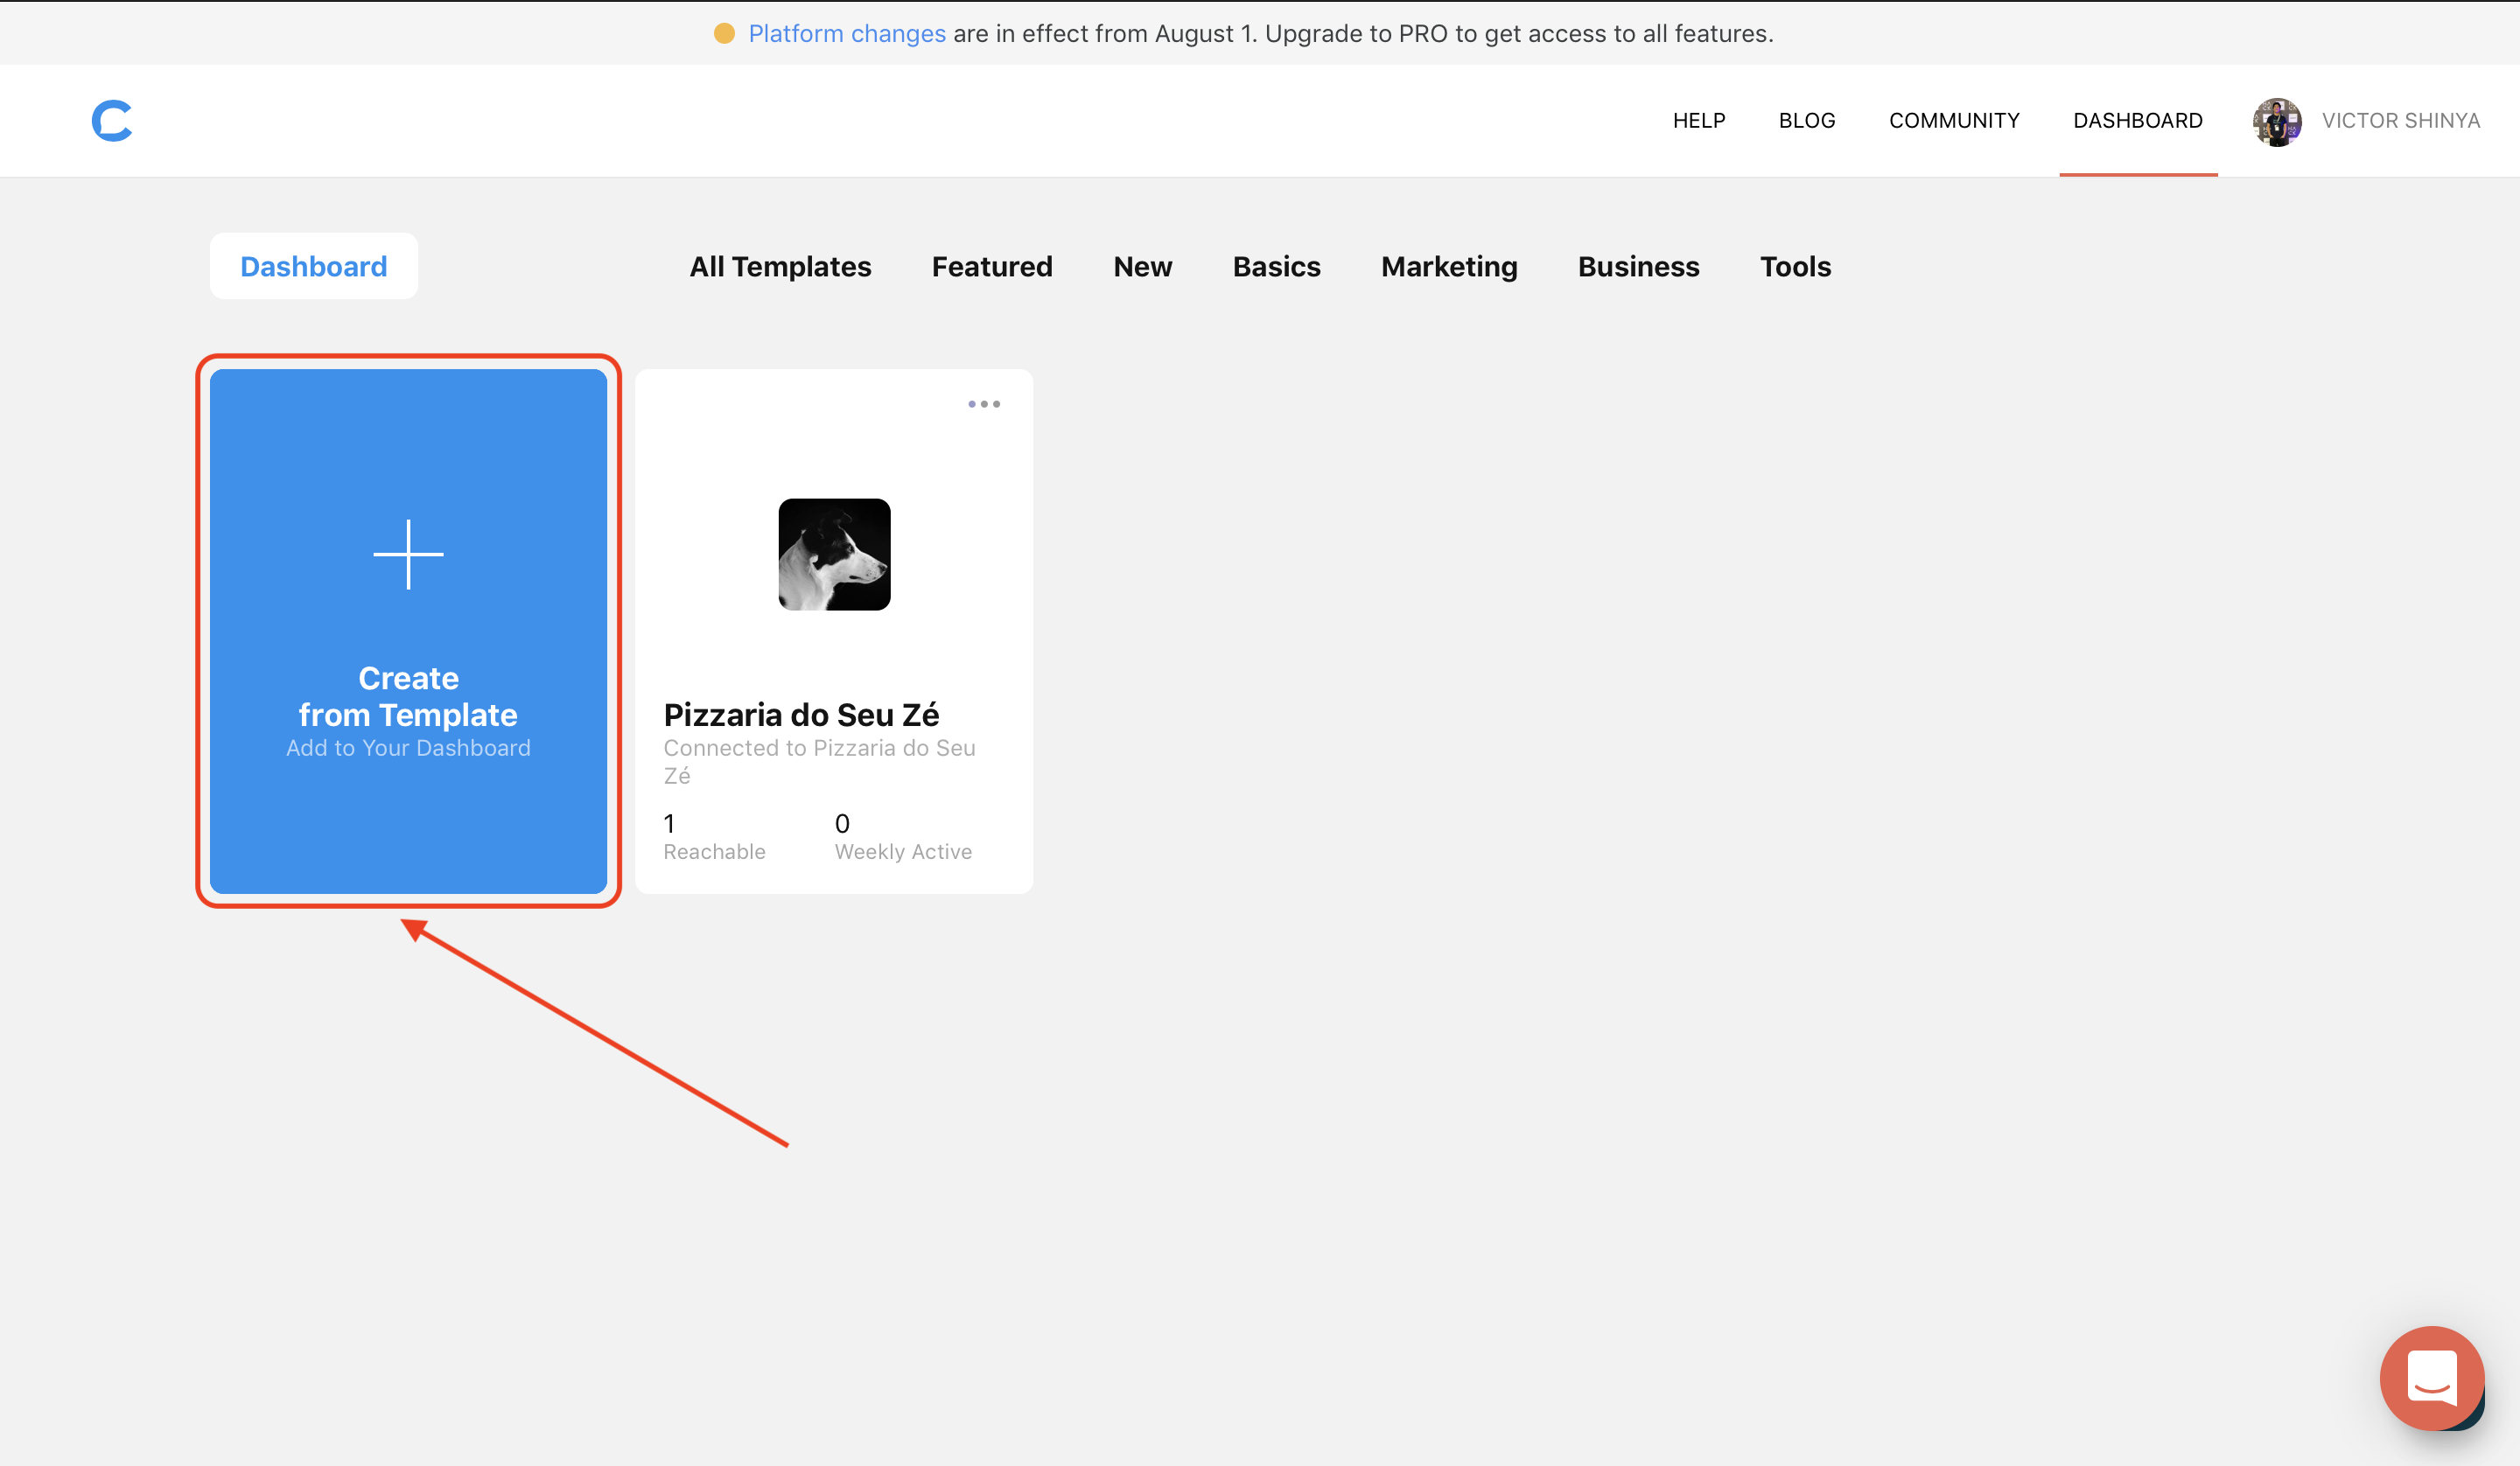 Platform changes are in effect from August 1. Upgrade to PRO to get access to all features.
HELP BLOG COMMUNITY DASHBOARD VICTOR SHINYA
Dashboard All Templates Featured New Basics Marketing Business Tools
Create
from Template
Add to Your Dashboard
Pizzaria do Seu Zé
Connected to Pizzaria do Seu
Zé
1 0
Reachable Weekly Active